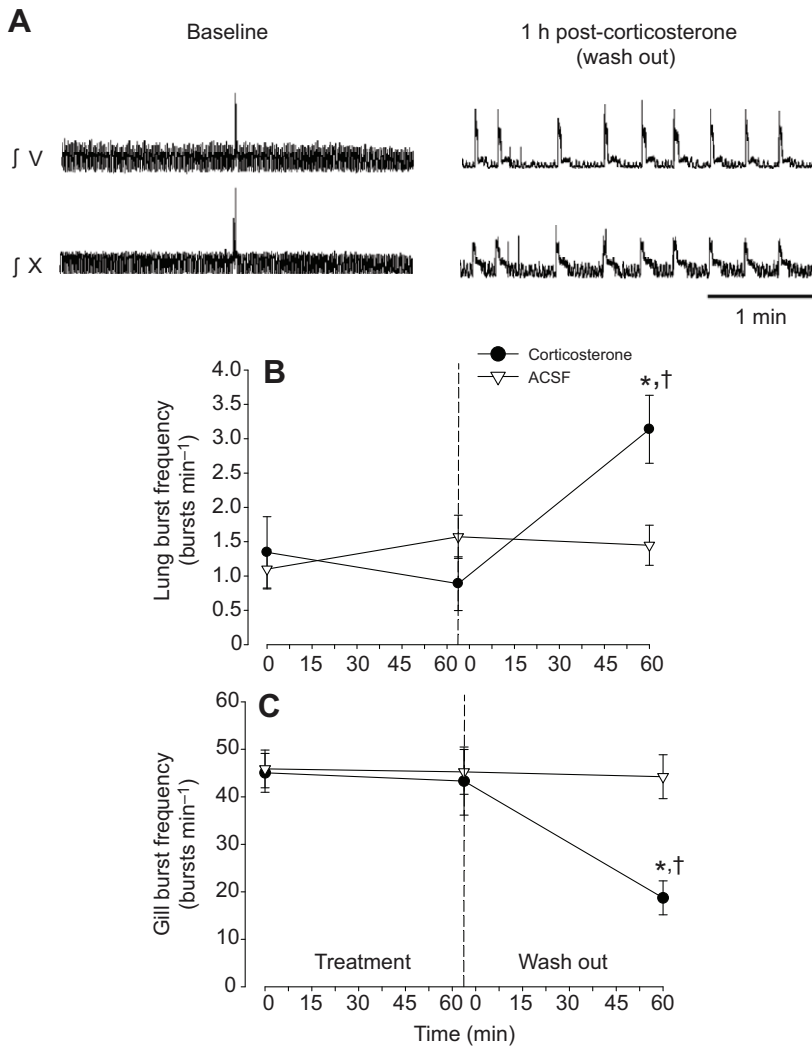 A
Baseline
1 h post-corticosterone
(wash out)
∫ V
∫ X
1 min
B
Corticosterone
ACSF
*,†
Lung burst frequency
(bursts min⁻¹)
4.0
3.5
3.0
2.5
2.0
1.5
1.0
0.5
0
0 15 30 45 60 0 15 30 45 60
C
*,†
Gill burst frequency
(bursts min⁻¹)
60
50
40
30
20
10
0
Treatment
Wash out
0 15 30 45 60 0 15 30 45 60
Time (min)